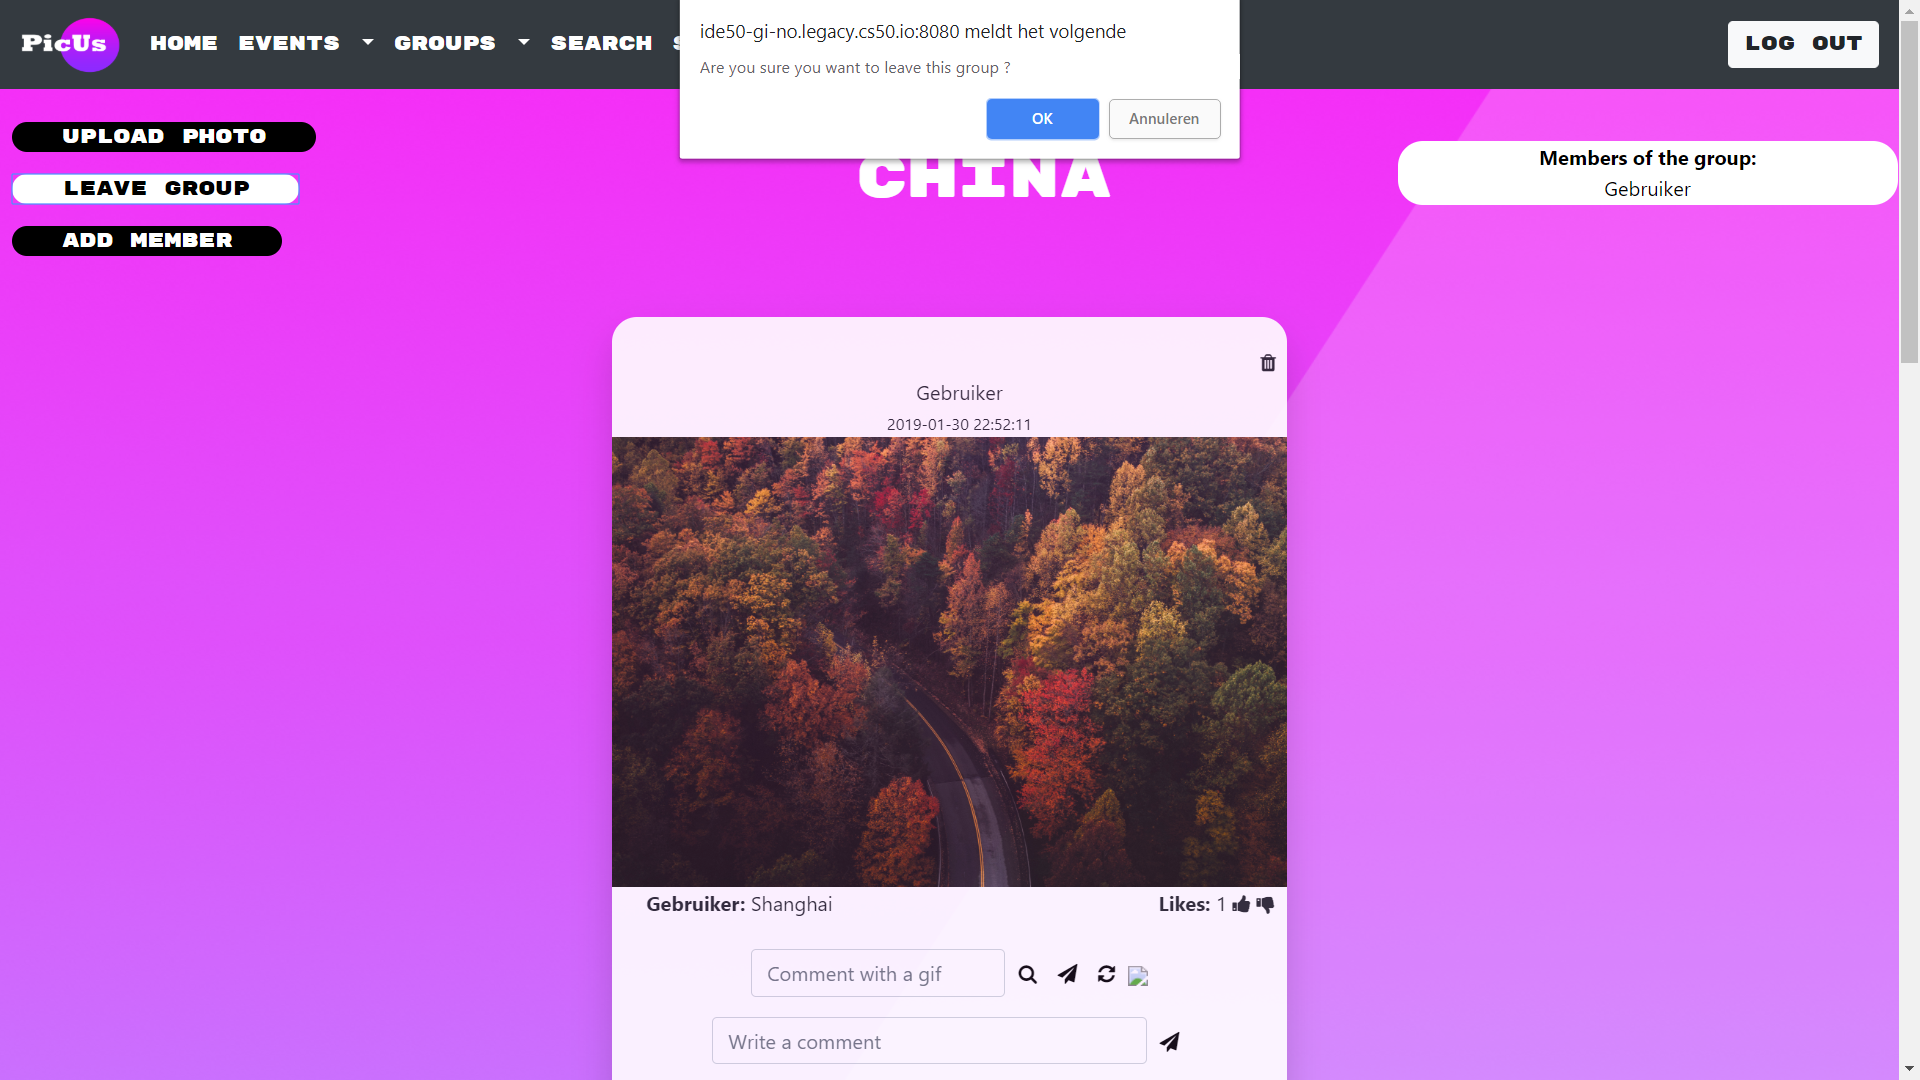 PicUs
HOME EVENTS GROUPS SEARCH
LOG OUT
ide50-gi-no.legacy.cs50.io:8080 meldt het volgende
Are you sure you want to leave this group ?
OK
Annuleren
UPLOAD PHOTO
LEAVE GROUP
ADD MEMBER
CHINA
Members of the group:
Gebruiker
Gebruiker
2019-01-30 22:52:11
Gebruiker: Shanghai
Likes: 1
Comment with a gif
Write a comment